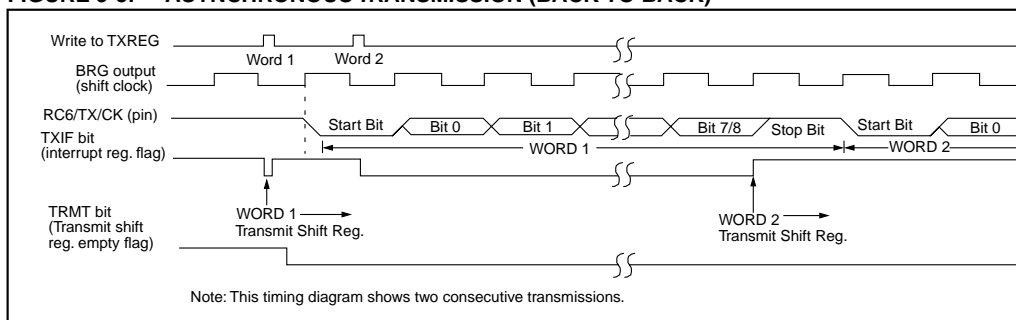 FIGURE ASYNCHRONOUS TRANSMISSION (BACK TO BACK)
Write to TXREG
Word 1
Word 2
BRG output
(shift clock)
RC6/TX/CK (pin)
Start Bit
Bit 0
Bit 1
Bit 7/8
Stop Bit
Start Bit
Bit 0
TXIF bit
(interrupt reg. flag)
WORD 1
WORD 2
WORD 1
Transmit Shift Reg.
WORD 2
Transmit Shift Reg.
TRMT bit
(Transmit shift
reg. empty flag)
Note: This timing diagram shows two consecutive transmissions.